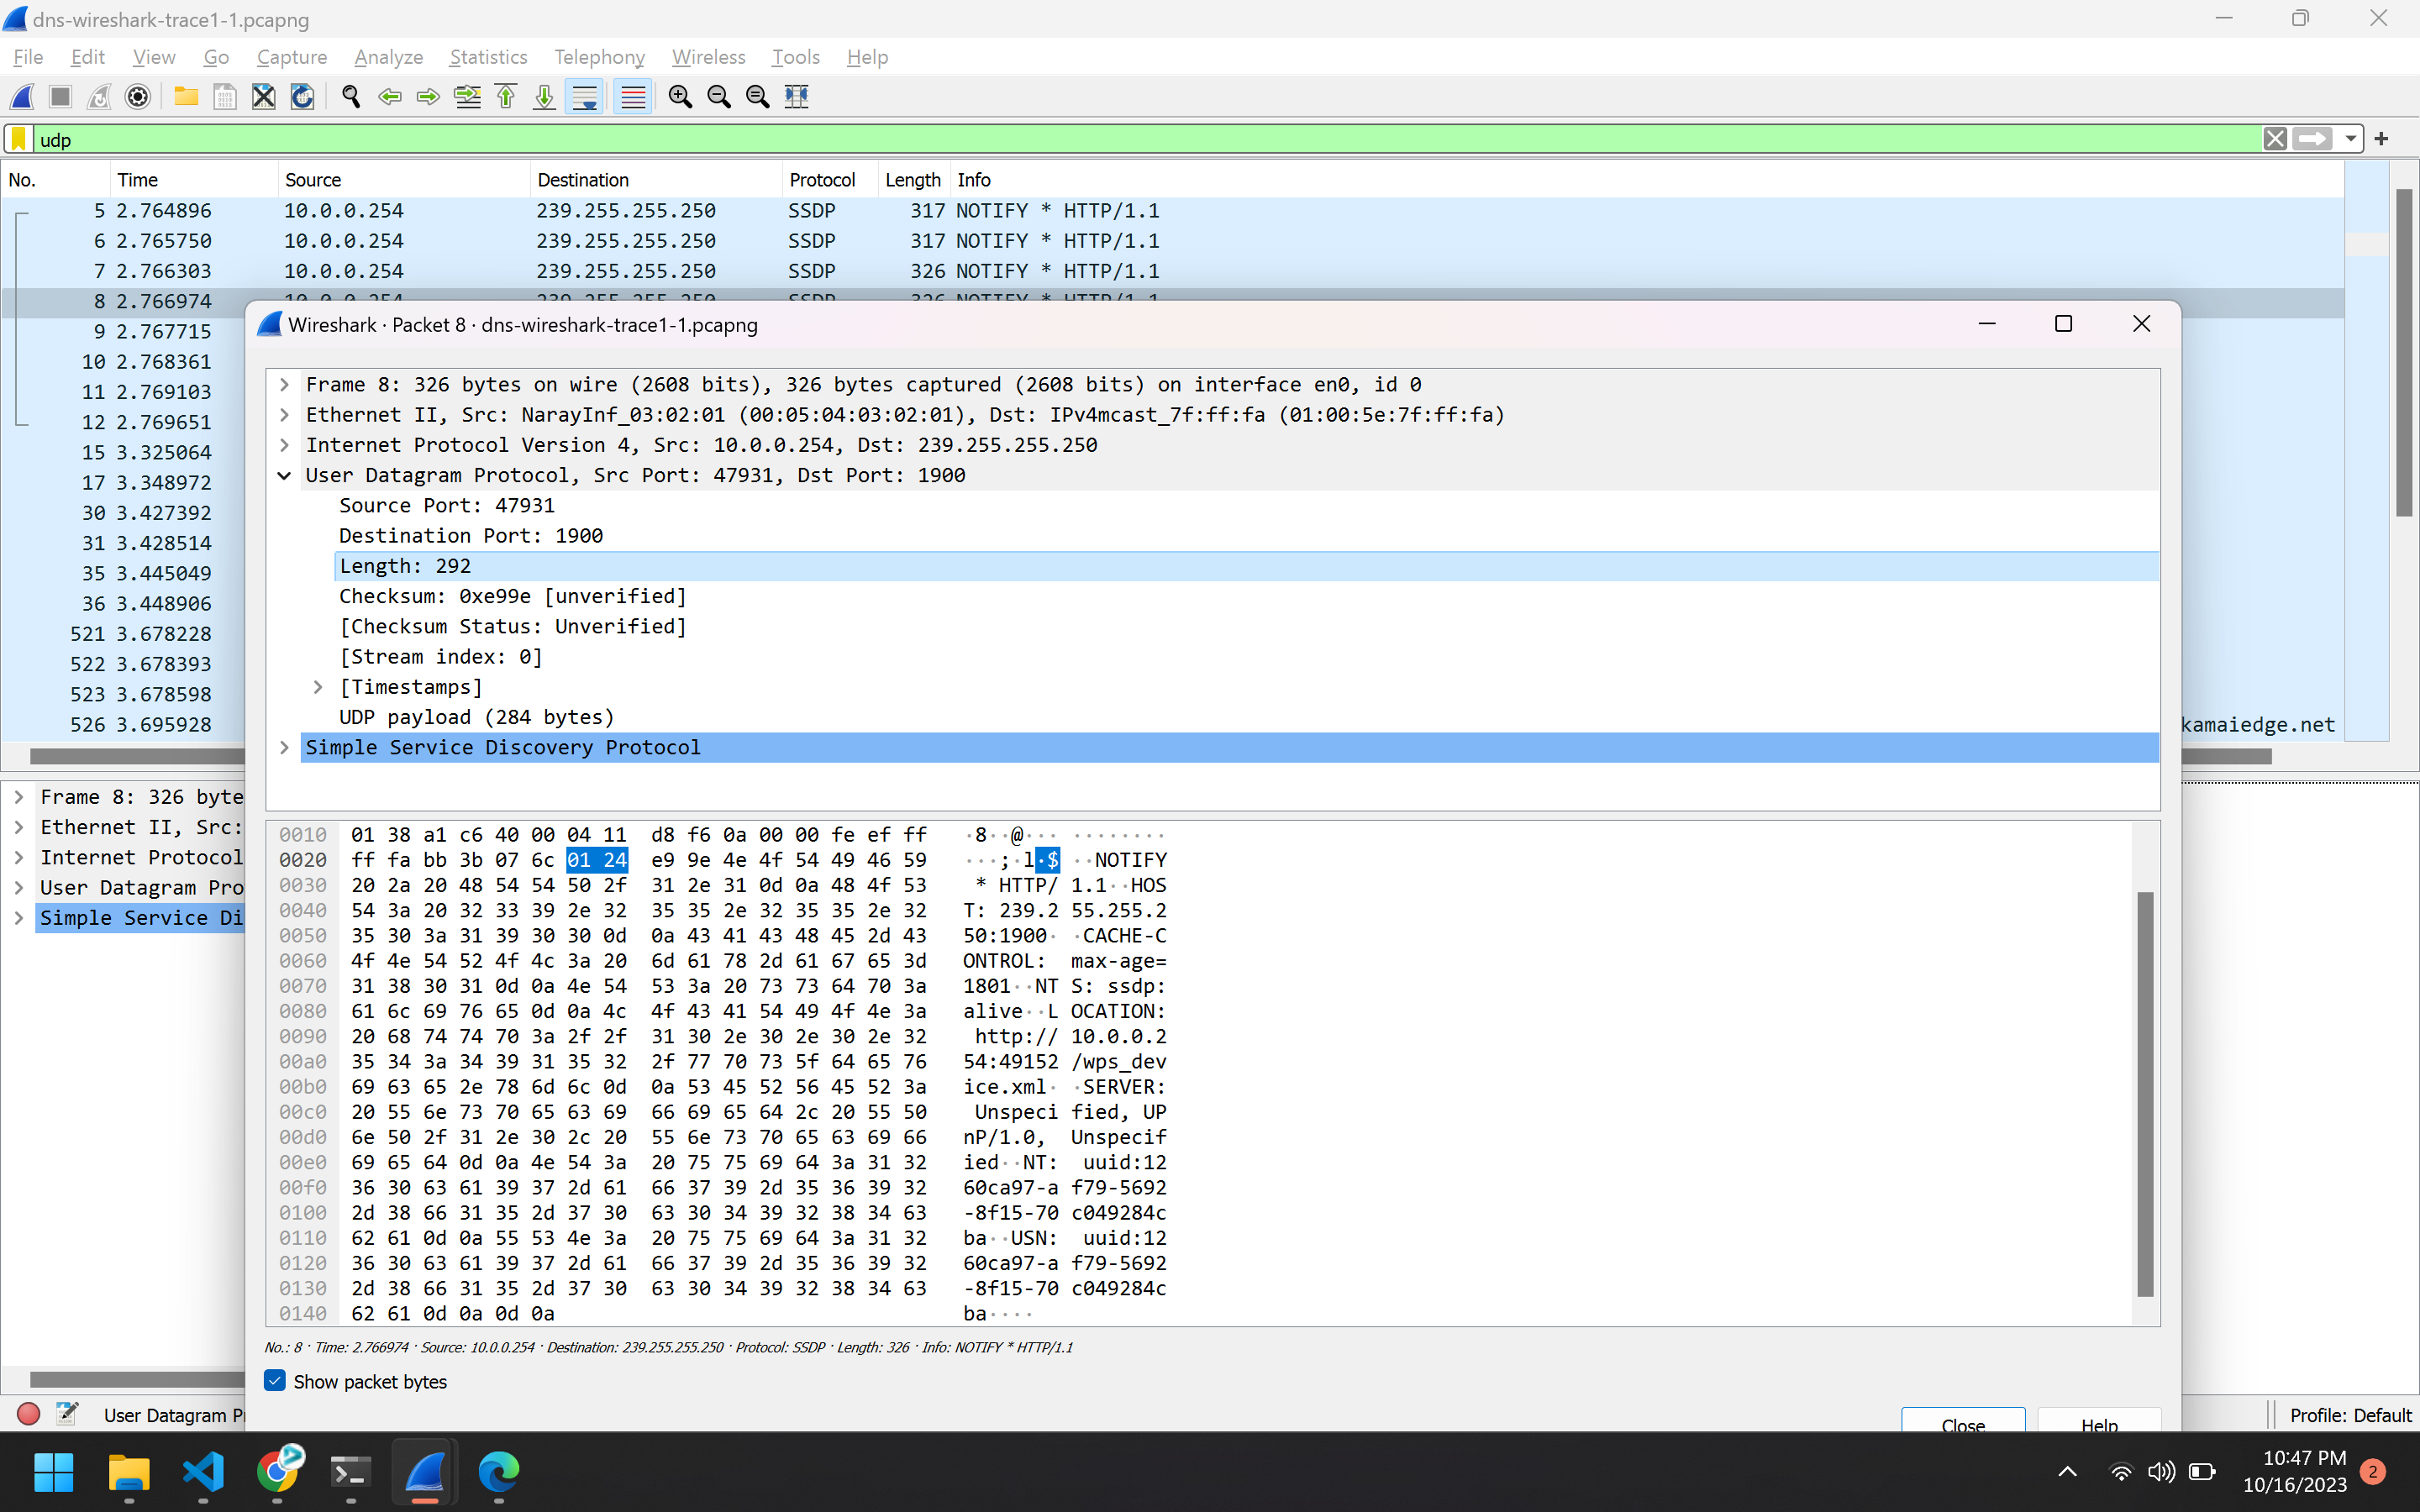 dns-wireshark-trace1-1.pcapng
File Edit View Go Capture Analyze Statistics Telephony Wireless Tools Help
udp
No. Time Source Destination Protocol Length Info
5 2.764896 10.0.0.254 239.255.255.250 SSDP 317 NOTIFY * HTTP/1.1
6 2.765750 10.0.0.254 239.255.255.250 SSDP 317 NOTIFY * HTTP/1.1
7 2.766303 10.0.0.254 239.255.255.250 SSDP 326 NOTIFY * HTTP/1.1
8 2.766974 10.0.0.254 239.255.255.250 SSDP 326 NOTIFY * HTTP/1.1
9 2.767715
10 2.768361
11 2.769103
12 2.769651
15 3.325064
17 3.348972
30 3.427392
31 3.428514
35 3.445049
36 3.448906
521 3.678228
522 3.678393
523 3.678598
526 3.695928
kamaiedge.net
Wireshark · Packet 8 · dns-wireshark-trace1-1.pcapng
Frame 8: 326 bytes on wire (2608 bits), 326 bytes captured (2608 bits) on interface en0, id 0
Ethernet II, Src: NarayInf_03:02:01 (00:05:04:03:02:01), Dst: IPv4mcast_7f:ff:fa (01:00:5e:7f:ff:fa)
Internet Protocol Version 4, Src: 10.0.0.254, Dst: 239.255.255.250
User Datagram Protocol, Src Port: 47931, Dst Port: 1900
Source Port: 47931
Destination Port: 1900
Length: 292
Checksum: 0xe99e [unverified]
[Checksum Status: Unverified]
[Stream index: 0]
[Timestamps]
UDP payload (284 bytes)
Simple Service Discovery Protocol
Frame 8: 326 byte
Ethernet II, Src:
Internet Protocol
User Datagram Pro
Simple Service Di
0010 01 38 a1 c6 40 00 04 11 d8 f6 0a 00 00 fe ef ff ·8··@··· ········
0020 ff fa bb 3b 07 6c 01 24 e9 9e 4e 4f 54 49 46 59 ···;·l·$ ··NOTIFY
0030 20 2a 20 48 54 54 50 2f 31 2e 31 0d 0a 48 4f 53 * HTTP/ 1.1··HOS
0040 54 3a 20 32 33 39 2e 32 35 35 2e 32 35 35 2e 32 T: 239.2 55.255.2
0050 35 30 3a 31 39 30 30 0d 0a 43 41 43 48 45 2d 43 50:1900· ·CACHE-C
0060 4f 4e 54 52 4f 4c 3a 20 6d 61 78 2d 61 67 65 3d ONTROL: max-age=
0070 31 38 30 31 0d 0a 4e 54 53 3a 20 73 73 64 70 3a 1801··NT S: ssdp:
0080 61 6c 69 76 65 0d 0a 4c 4f 43 41 54 49 4f 4e 3a alive··L OCATION:
0090 20 68 74 74 70 3a 2f 2f 31 30 2e 30 2e 30 2e 32 http:// 10.0.0.2
00a0 35 34 3a 34 39 31 35 32 2f 77 70 73 5f 64 65 76 54:49152 /wps_dev
00b0 69 63 65 2e 78 6d 6c 0d 0a 53 45 52 56 45 52 3a ice.xml· ·SERVER:
00c0 20 55 6e 73 70 65 63 69 66 69 65 64 2c 20 55 50 Unspeci fied, UP
00d0 6e 50 2f 31 2e 30 2c 20 55 6e 73 70 65 63 69 66 nP/1.0, Unspecif
00e0 69 65 64 0d 0a 4e 54 3a 20 75 75 69 64 3a 31 32 ied··NT: uuid:12
00f0 36 30 63 61 39 37 2d 61 66 37 39 2d 35 36 39 32 60ca97-a f79-5692
0100 2d 38 66 31 35 2d 37 30 63 30 34 39 32 38 34 63 -8f15-70 c049284c
0110 62 61 0d 0a 55 53 4e 3a 20 75 75 69 64 3a 31 32 ba··USN: uuid:12
0120 36 30 63 61 39 37 2d 61 66 37 39 2d 35 36 39 32 60ca97-a f79-5692
0130 2d 38 66 31 35 2d 37 30 63 30 34 39 32 38 34 63 -8f15-70 c049284c
0140 62 61 0d 0a 0d 0a ba····
No.: 8 · Time: 2.766974 · Source: 10.0.0.254 · Destination: 239.255.255.250 · Protocol: SSDP · Length: 326 · Info: NOTIFY * HTTP/1.1
Show packet bytes
Close Help
User Datagram Pr
Profile: Default
10:47 PM
10/16/2023
2